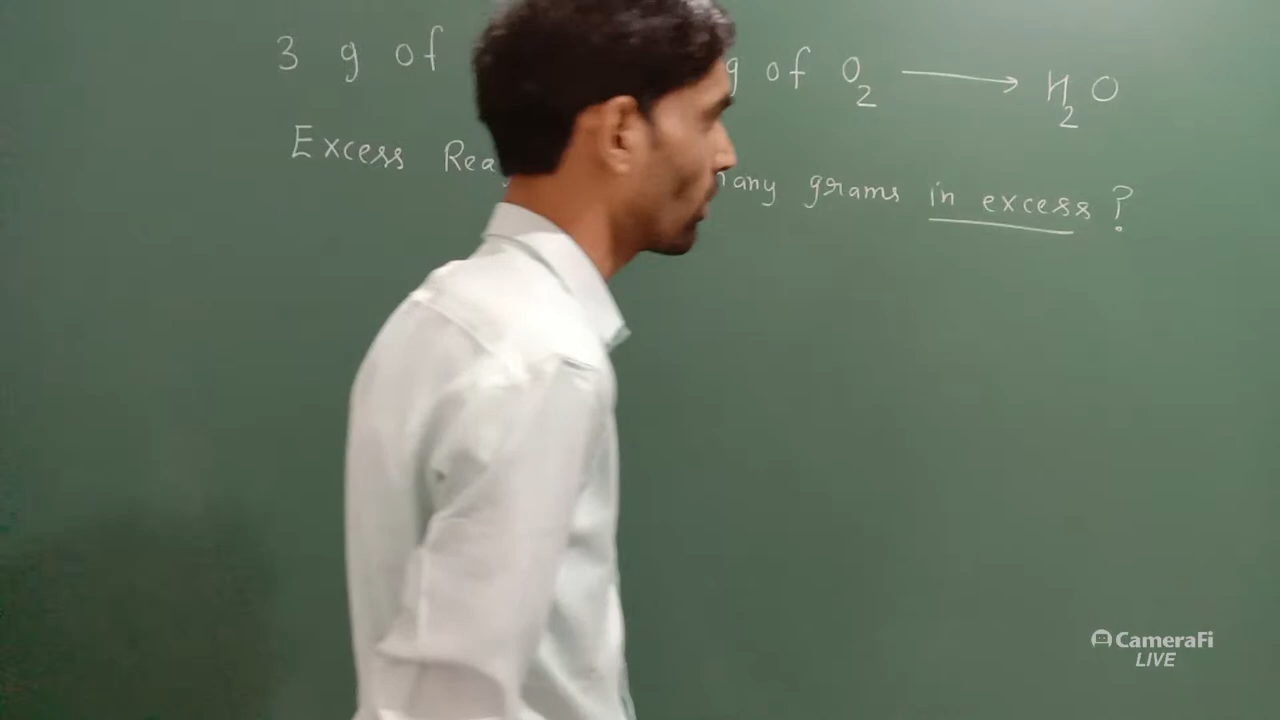 3 g of g of O₂ ⟶ H₂O
Excess Rea any grams in excess ?
CameraFi
LIVE